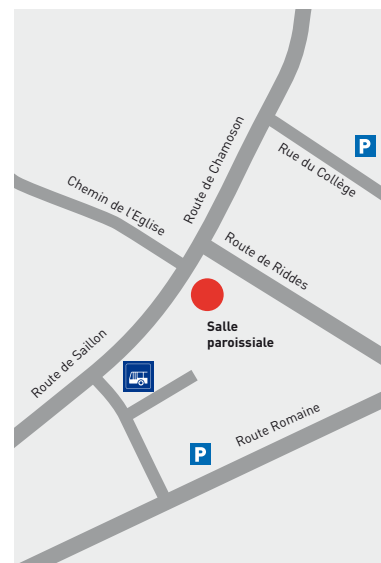 Route de Chamoson
P
Rue du Collège
Chemin de l'Eglise
Route de Riddes
Salle
paroissiale
Route de Saillon
Route Romaine
P